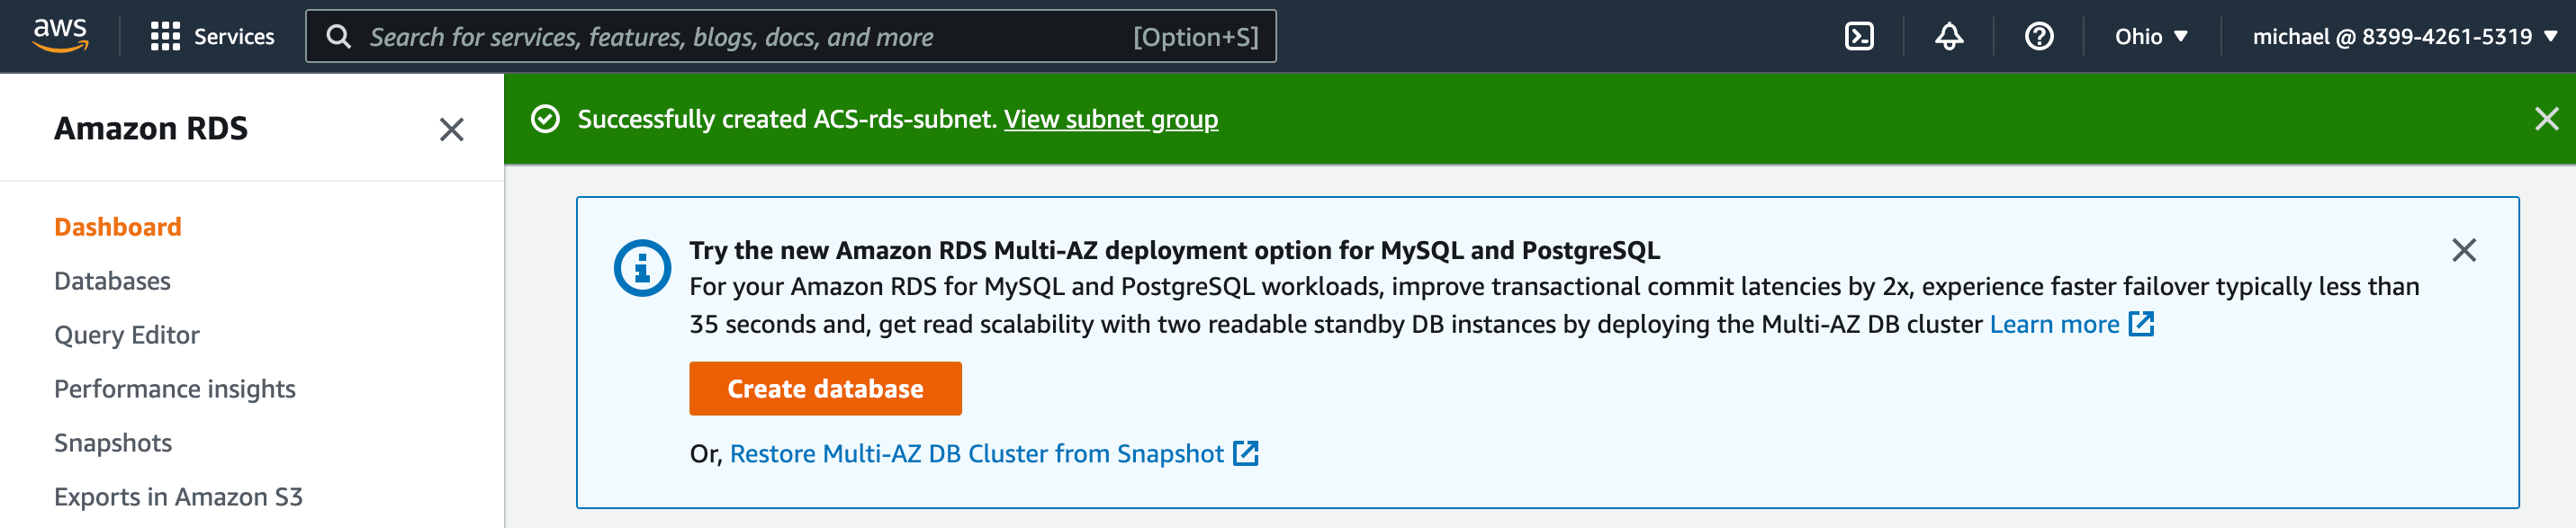 aws
Services
Search for services, features, blogs, docs, and more
[Option+S]
Ohio
michael @ 8399-4261-5319
Amazon RDS
Dashboard
Databases
Query Editor
Performance insights
Snapshots
Exports in Amazon S3
Successfully created ACS-rds-subnet. View subnet group
Try the new Amazon RDS Multi-AZ deployment option for MySQL and PostgreSQL
For your Amazon RDS for MySQL and PostgreSQL workloads, improve transactional commit latencies by 2x, experience faster failover typically less than
35 seconds and, get read scalability with two readable standby DB instances by deploying the Multi-AZ DB cluster Learn more
Create database
Or, Restore Multi-AZ DB Cluster from Snapshot